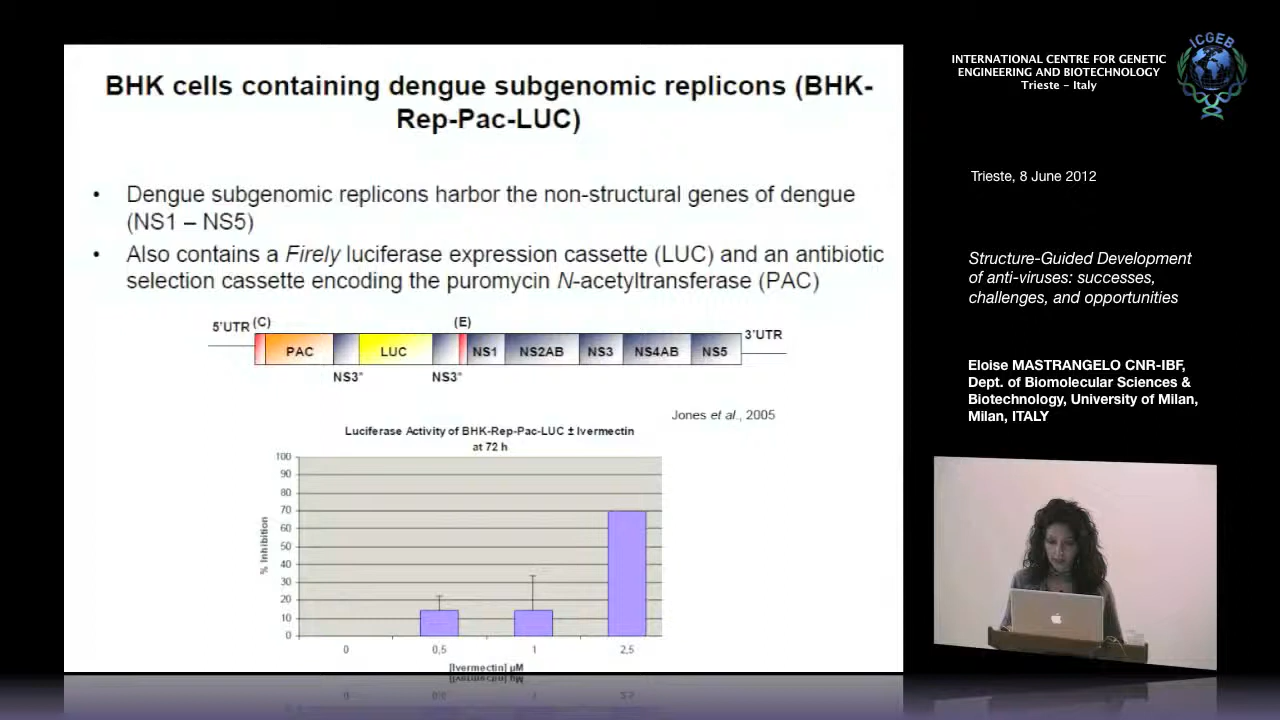 BHK cells containing dengue subgenomic replicons (BHK-
Rep-Pac-LUC)
• Dengue subgenomic replicons harbor the non-structural genes of dengue
(NS1 – NS5)
• Also contains a Firely luciferase expression cassette (LUC) and an antibiotic
selection cassette encoding the puromycin N-acetyltransferase (PAC)
5'UTR (C) (E) 3'UTR
PAC LUC NS1 NS2AB NS3 NS4AB NS5
NS3" NS3"
Jones et al., 2005
Luciferase Activity of BHK-Rep-Pac-LUC ± Ivermectin
at 72 h
% Inhibition
100
90
80
70
60
50
40
30
20
10
0
0 0,5 1 2,5
[Ivermectin] µM
INTERNATIONAL CENTRE FOR GENETIC
ENGINEERING AND BIOTECHNOLOGY
Trieste - Italy
ICGEB
Trieste, 8 June 2012
Structure-Guided Development
of anti-viruses: successes,
challenges, and opportunities
Eloise MASTRANGELO CNR-IBF,
Dept. of Biomolecular Sciences &
Biotechnology, University of Milan,
Milan, ITALY